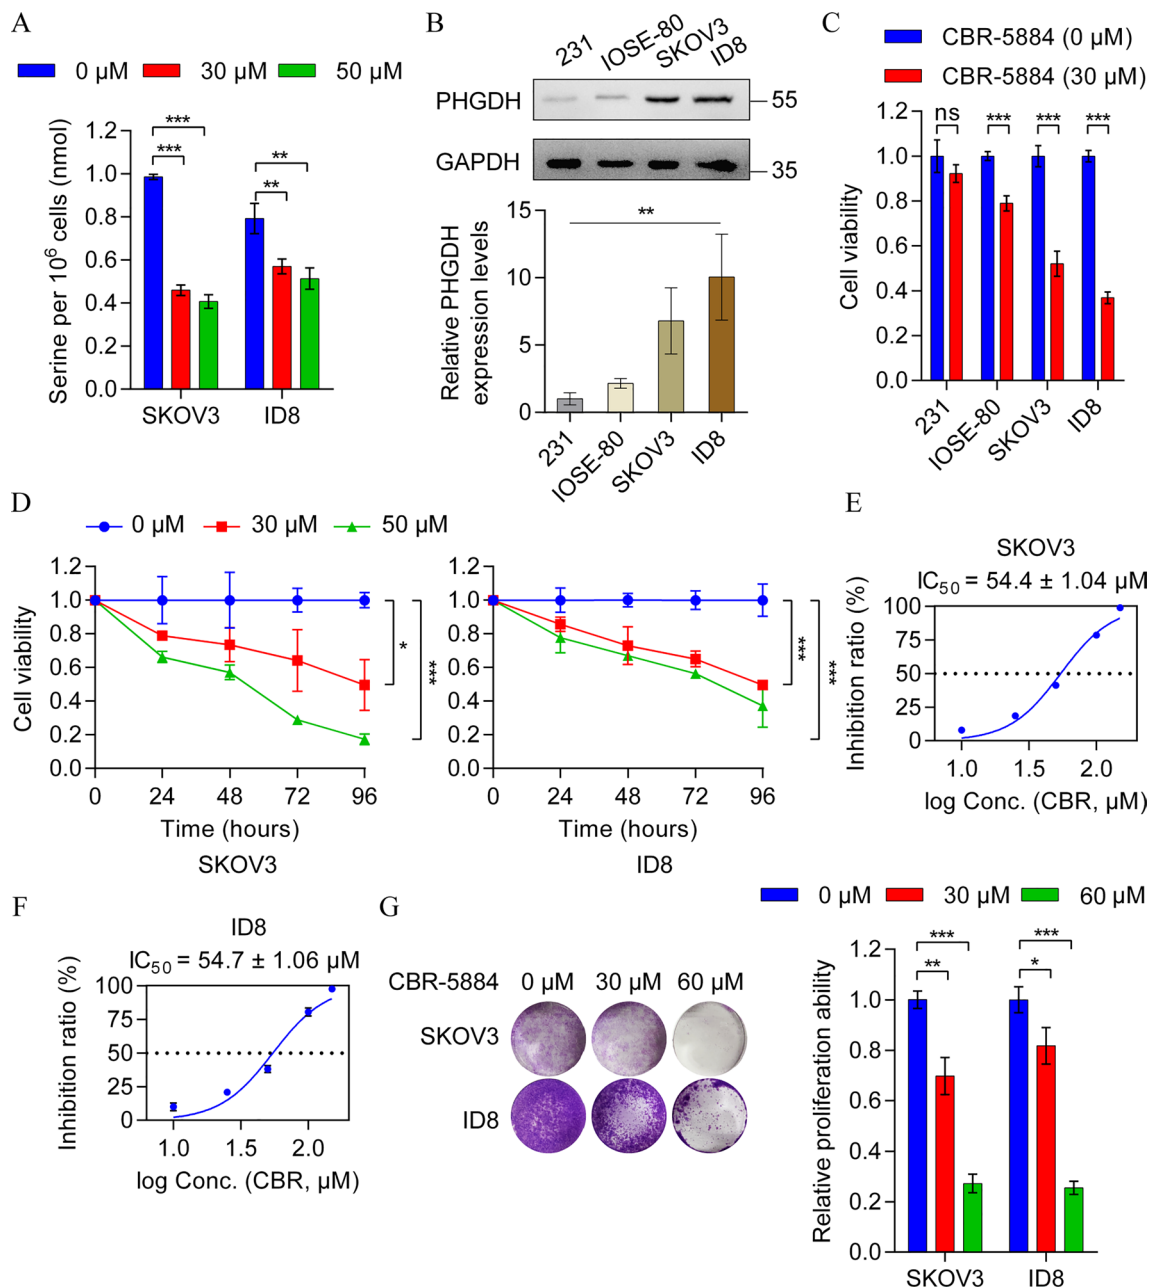 A
0 μM 30 μM 50 μM
Serine per 10⁶ cells (nmol)
1.2
1.0
0.8
0.6
0.4
0.2
0.0
***
***
**
**
SKOV3 ID8
B
231 IOSE-80 SKOV3 ID8
PHGDH 55
GAPDH 35
Relative PHGDH
expression levels
15
10
5
0
**
231 IOSE-80 SKOV3 ID8
C
CBR-5884 (0 μM)
CBR-5884 (30 μM)
Cell viability
1.2
1.0
0.8
0.6
0.4
0.2
0.0
ns *** *** ***
231 IOSE-80 SKOV3 ID8
D
0 μM 30 μM 50 μM
Cell viability
1.2
1.0
0.8
0.6
0.4
0.2
0.0
*
***
0 24 48 72 96
Time (hours)
SKOV3
1.2
1.0
0.8
0.6
0.4
0.2
0.0
***
***
0 24 48 72 96
Time (hours)
ID8
E
SKOV3
IC₅₀ = 54.4 ± 1.04 μM
Inhibition ratio (%)
100
75
50
25
0
1.0 1.5 2.0
log Conc. (CBR, μM)
F
ID8
IC₅₀ = 54.7 ± 1.06 μM
Inhibition ratio (%)
100
75
50
25
0
1.0 1.5 2.0
log Conc. (CBR, μM)
G
CBR-5884 0 μM 30 μM 60 μM
SKOV3
ID8
0 μM 30 μM 60 μM
Relative proliferation ability
1.2
1.0
0.8
0.6
0.4
0.2
0.0
***
**
***
*
SKOV3 ID8